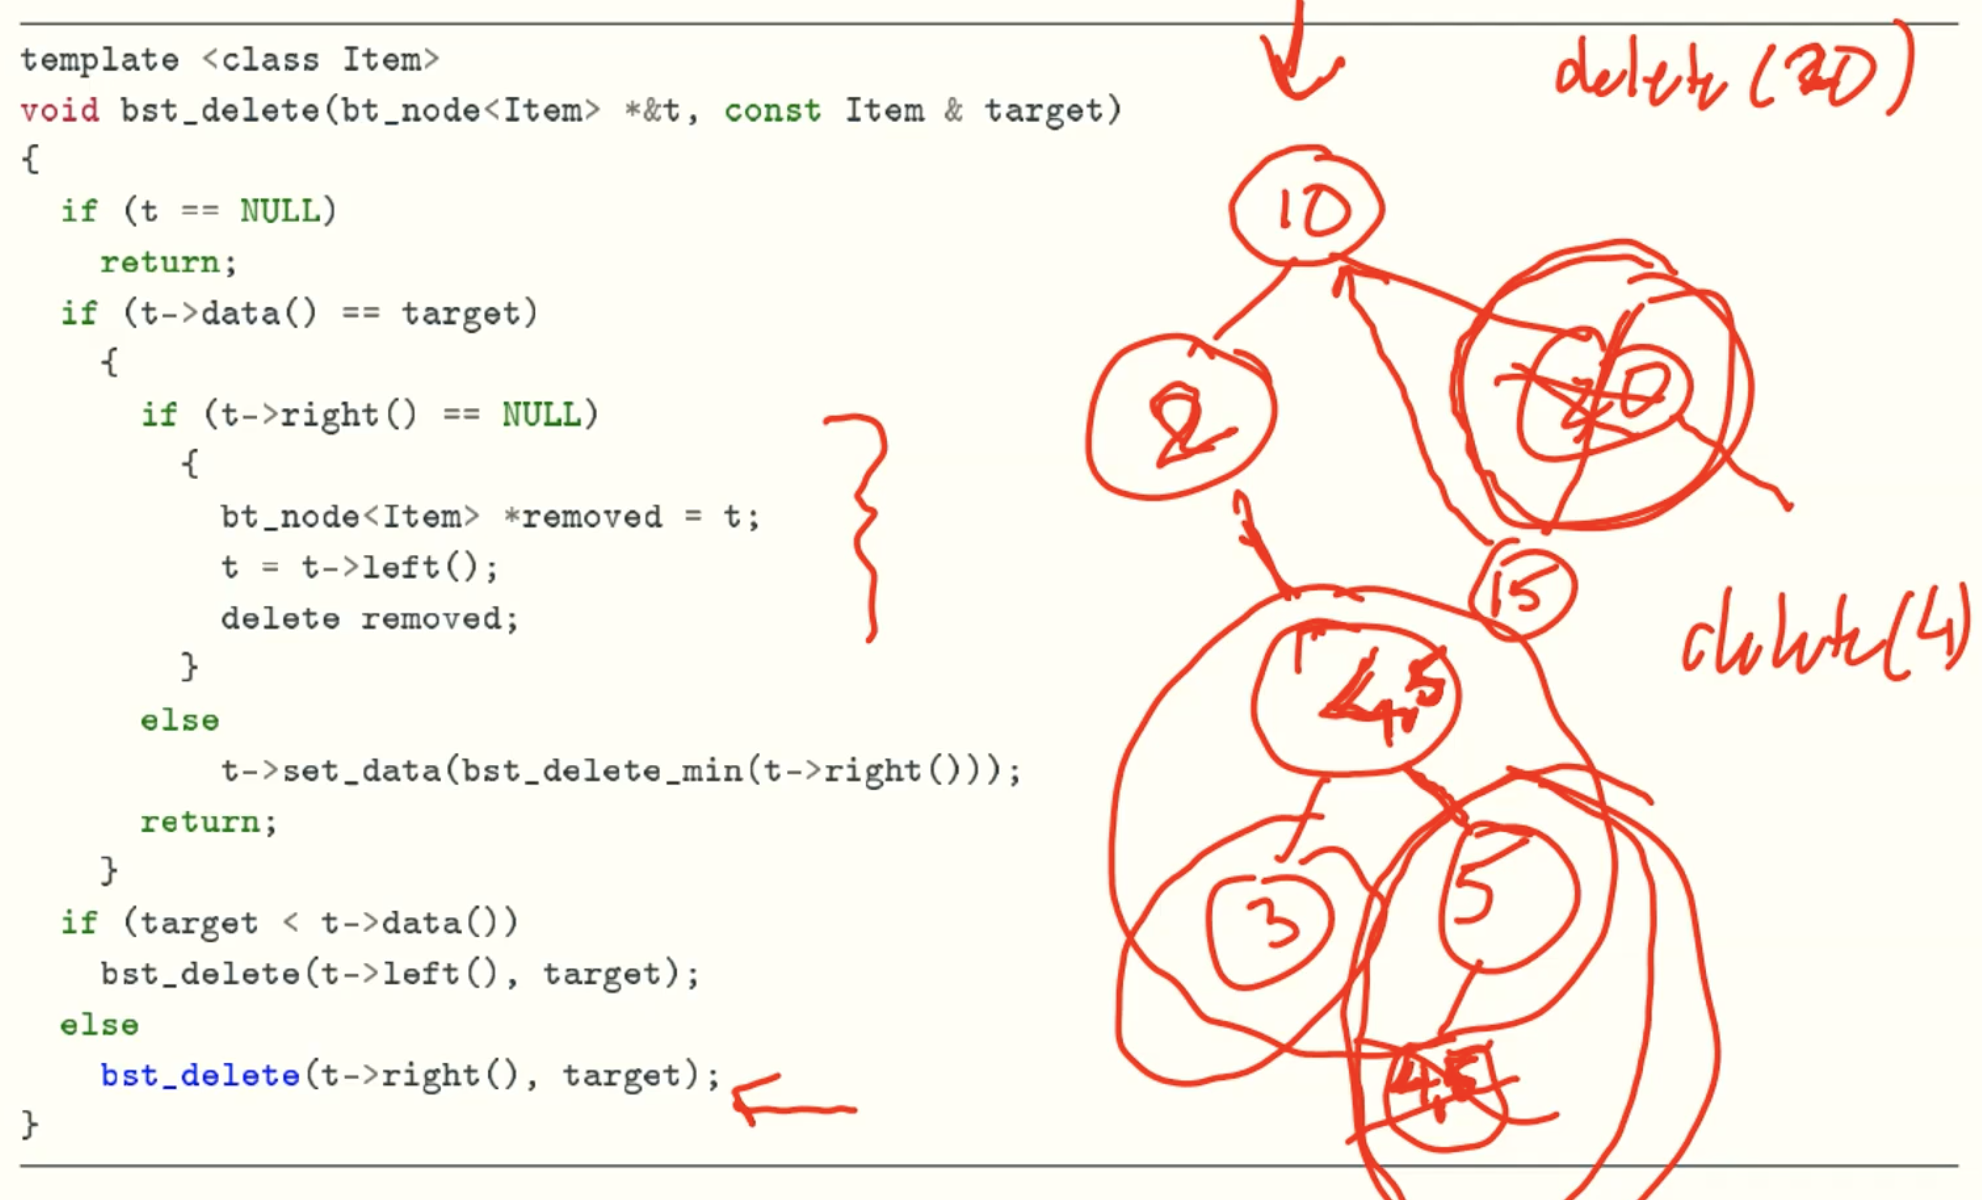 template <class Item>
void bst_delete(bt_node<Item> *&t, const Item & target)
{
if (t == NULL)
return;
if (t->data() == target)
{
if (t->right() == NULL)
{
bt_node<Item> *removed = t;
t = t->left();
delete removed;
}
else
t->set_data(bst_delete_min(t->right()));
return;
}
if (target < t->data())
bst_delete(t->left(), target);
else
bst_delete(t->right(), target);
}
delete(20)
10
2
20
15
delete(4)
4,5
3
5
4,5